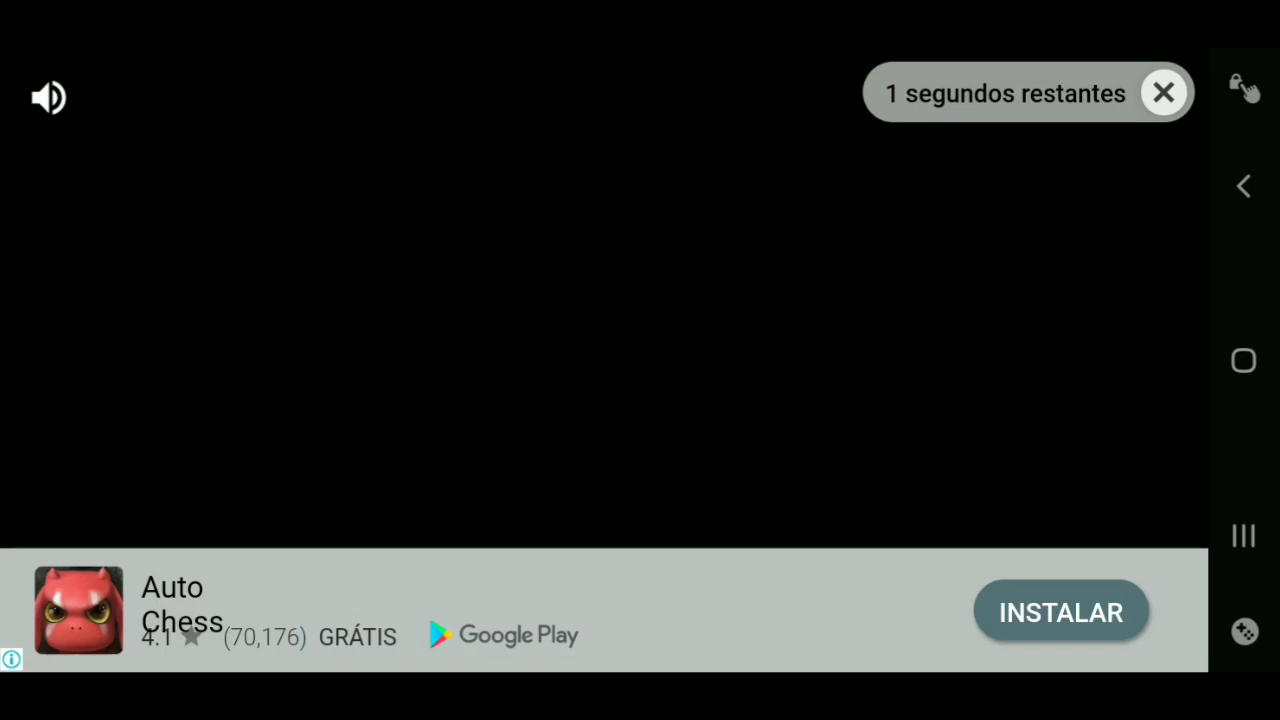 1 segundos restantes
Auto
Chess
4.1 ★ (70,176) GRÁTIS
Google Play
INSTALAR